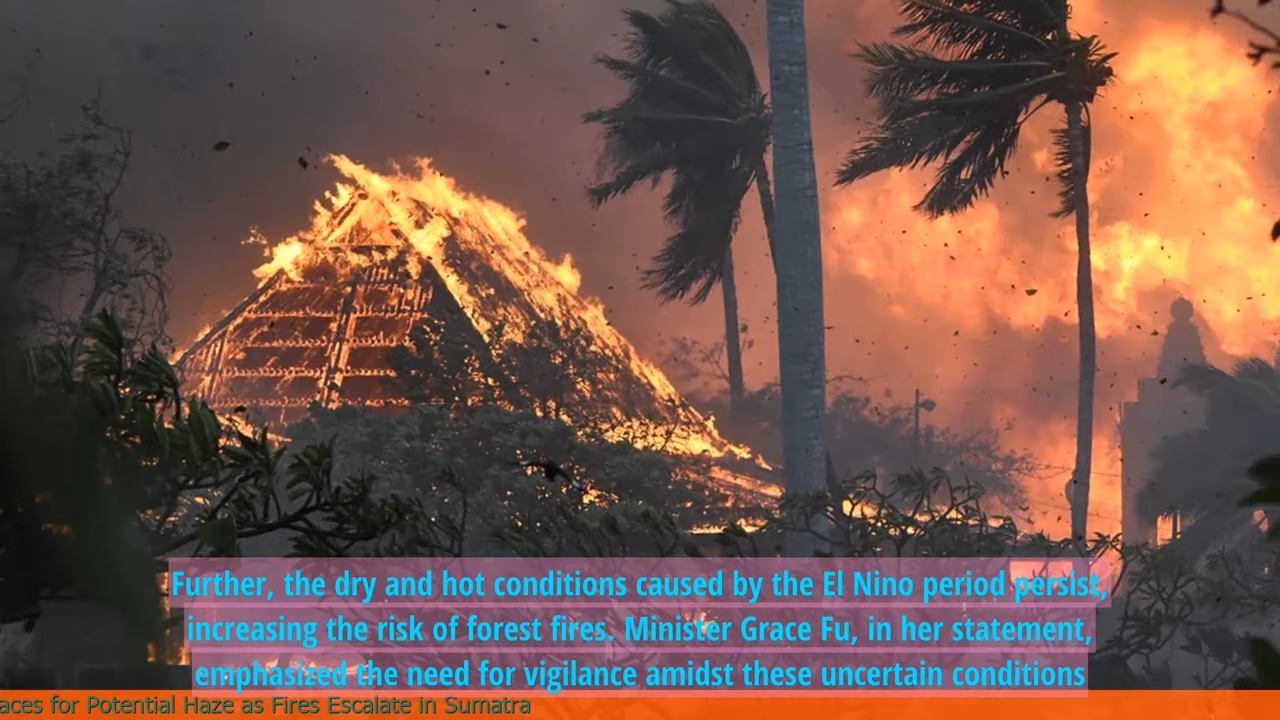 Further, the dry and hot conditions caused by the El Nino period persist,
increasing the risk of forest fires. Minister Grace Fu, in her statement,
emphasized the need for vigilance amidst these uncertain conditions
aces for Potential Haze as Fires Escalate in Sumatra